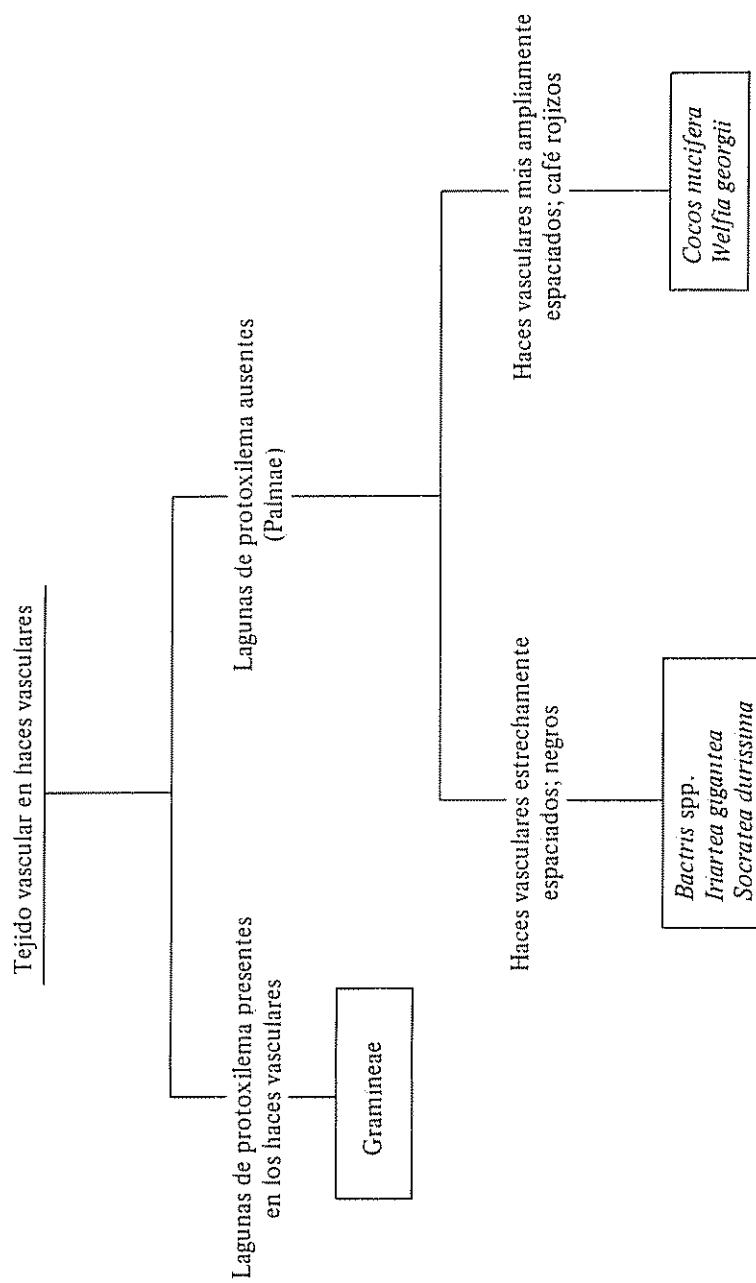 Tejido vascular en haces vasculares
Lagunas de protoxilema presentes
en los haces vasculares
Gramineae
Lagunas de protoxilema ausentes
(Palmae)
Haces vasculares estrechamente
espaciados; negros
Bactris spp.
Iriartea gigantea
Socratea durissima
Haces vasculares más ampliamente
espaciados; café rojizos
Cocos nucifera
Welfia georgii